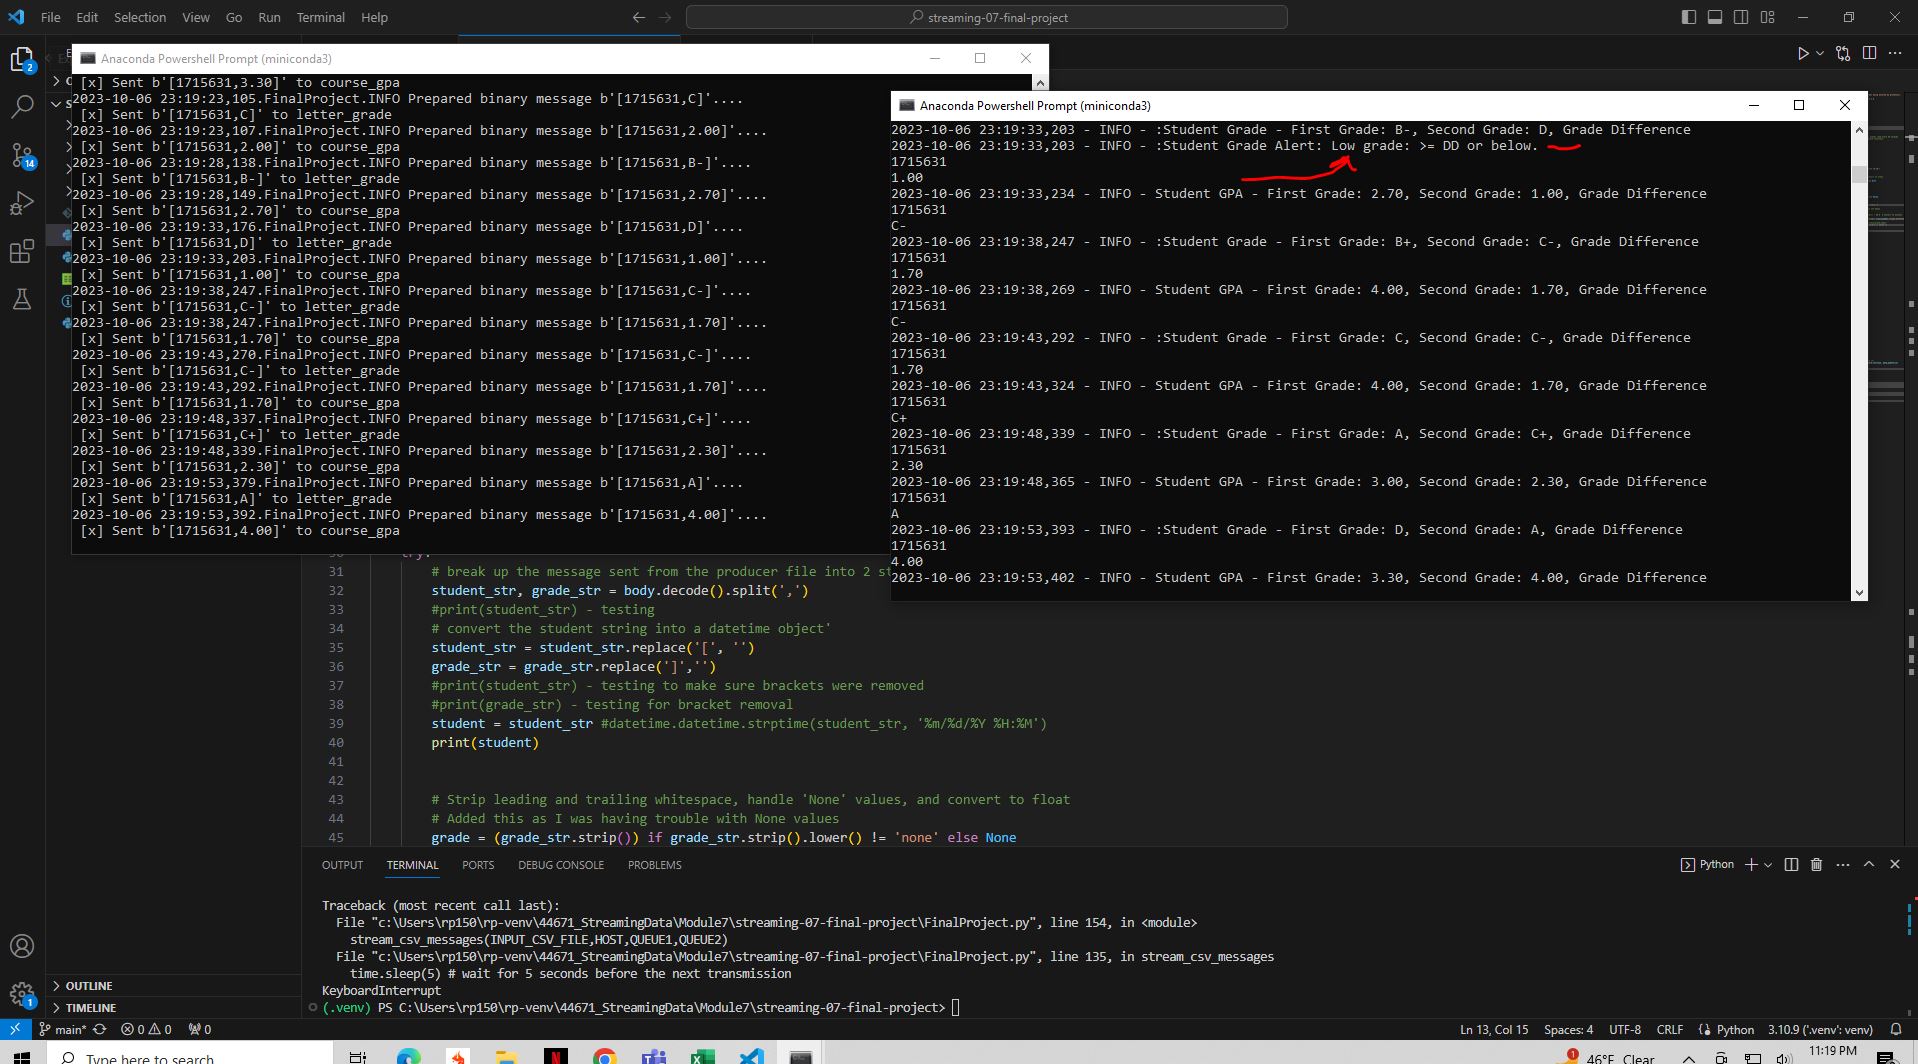 File Edit Selection View Go Run Terminal Help
streaming-07-final-project
Anaconda Powershell Prompt (miniconda3)
[x] Sent b'[1715631,3.30]' to course_gpa
2023-10-06 23:19:23,105.FinalProject.INFO Prepared binary message b'[1715631,C]'....
[x] Sent b'[1715631,C]' to letter_grade
2023-10-06 23:19:23,107.FinalProject.INFO Prepared binary message b'[1715631,2.00]'....
[x] Sent b'[1715631,2.00]' to course_gpa
2023-10-06 23:19:28,138.FinalProject.INFO Prepared binary message b'[1715631,B-]'....
[x] Sent b'[1715631,B-]' to letter_grade
2023-10-06 23:19:28,149.FinalProject.INFO Prepared binary message b'[1715631,2.70]'....
[x] Sent b'[1715631,2.70]' to course_gpa
2023-10-06 23:19:33,176.FinalProject.INFO Prepared binary message b'[1715631,D]'....
[x] Sent b'[1715631,D]' to letter_grade
2023-10-06 23:19:33,203.FinalProject.INFO Prepared binary message b'[1715631,1.00]'....
[x] Sent b'[1715631,1.00]' to course_gpa
2023-10-06 23:19:38,247.FinalProject.INFO Prepared binary message b'[1715631,C-]'....
[x] Sent b'[1715631,C-]' to letter_grade
2023-10-06 23:19:38,247.FinalProject.INFO Prepared binary message b'[1715631,1.70]'....
[x] Sent b'[1715631,1.70]' to course_gpa
2023-10-06 23:19:43,270.FinalProject.INFO Prepared binary message b'[1715631,C-]'....
[x] Sent b'[1715631,C-]' to letter_grade
2023-10-06 23:19:43,292.FinalProject.INFO Prepared binary message b'[1715631,1.70]'....
[x] Sent b'[1715631,1.70]' to course_gpa
2023-10-06 23:19:48,337.FinalProject.INFO Prepared binary message b'[1715631,C+]'....
[x] Sent b'[1715631,C+]' to letter_grade
2023-10-06 23:19:48,339.FinalProject.INFO Prepared binary message b'[1715631,2.30]'....
[x] Sent b'[1715631,2.30]' to course_gpa
2023-10-06 23:19:53,379.FinalProject.INFO Prepared binary message b'[1715631,A]'....
[x] Sent b'[1715631,A]' to letter_grade
2023-10-06 23:19:53,392.FinalProject.INFO Prepared binary message b'[1715631,4.00]'....
[x] Sent b'[1715631,4.00]' to course_gpa
Anaconda Powershell Prompt (miniconda3)
2023-10-06 23:19:33,203 - INFO - :Student Grade - First Grade: B-, Second Grade: D, Grade Difference
2023-10-06 23:19:33,203 - INFO - :Student Grade Alert: Low grade: >= DD or below.
1715631
1.00
2023-10-06 23:19:33,234 - INFO - Student GPA - First Grade: 2.70, Second Grade: 1.00, Grade Difference
1715631
C-
2023-10-06 23:19:38,247 - INFO - :Student Grade - First Grade: B+, Second Grade: C-, Grade Difference
1715631
1.70
2023-10-06 23:19:38,269 - INFO - Student GPA - First Grade: 4.00, Second Grade: 1.70, Grade Difference
1715631
C-
2023-10-06 23:19:43,292 - INFO - :Student Grade - First Grade: C, Second Grade: C-, Grade Difference
1715631
1.70
2023-10-06 23:19:43,324 - INFO - Student GPA - First Grade: 4.00, Second Grade: 1.70, Grade Difference
1715631
C+
2023-10-06 23:19:48,339 - INFO - :Student Grade - First Grade: A, Second Grade: C+, Grade Difference
1715631
2.30
2023-10-06 23:19:48,365 - INFO - Student GPA - First Grade: 3.00, Second Grade: 2.30, Grade Difference
1715631
A
2023-10-06 23:19:53,393 - INFO - :Student Grade - First Grade: D, Second Grade: A, Grade Difference
1715631
4.00
2023-10-06 23:19:53,402 - INFO - Student GPA - First Grade: 3.30, Second Grade: 4.00, Grade Difference
31 # break up the message sent from the producer file into 2 st
32 student_str, grade_str = body.decode().split(',')
33 #print(student_str) - testing
34 # convert the student string into a datetime object'
35 student_str = student_str.replace('[', '')
36 grade_str = grade_str.replace(']','')
37 #print(student_str) - testing to make sure brackets were removed
38 #print(grade_str) - testing for bracket removal
39 student = student_str #datetime.datetime.strptime(student_str, '%m/%d/%Y %H:%M')
40 print(student)
41
42
43 # Strip leading and trailing whitespace, handle 'None' values, and convert to float
44 # Added this as I was having trouble with None values
45 grade = (grade_str.strip()) if grade_str.strip().lower() != 'none' else None
OUTPUT TERMINAL PORTS DEBUG CONSOLE PROBLEMS
Python
Traceback (most recent call last):
File "c:\Users\rp150\rp-venv\44671_StreamingData\Module7\streaming-07-final-project\FinalProject.py", line 154, in <module>
stream_csv_messages(INPUT_CSV_FILE,HOST,QUEUE1,QUEUE2)
File "c:\Users\rp150\rp-venv\44671_StreamingData\Module7\streaming-07-final-project\FinalProject.py", line 135, in stream_csv_messages
time.sleep(5) # wait for 5 seconds before the next transmission
KeyboardInterrupt
(.venv) PS C:\Users\rp150\rp-venv\44671_StreamingData\Module7\streaming-07-final-project>
2
14
1
OUTLINE
TIMELINE
main* 0 0 0
Ln 13, Col 15 Spaces: 4 UTF-8 CRLF Python 3.10.9 ('.venv': venv)
Type here to search
1 46°F Clear
11:19 PM